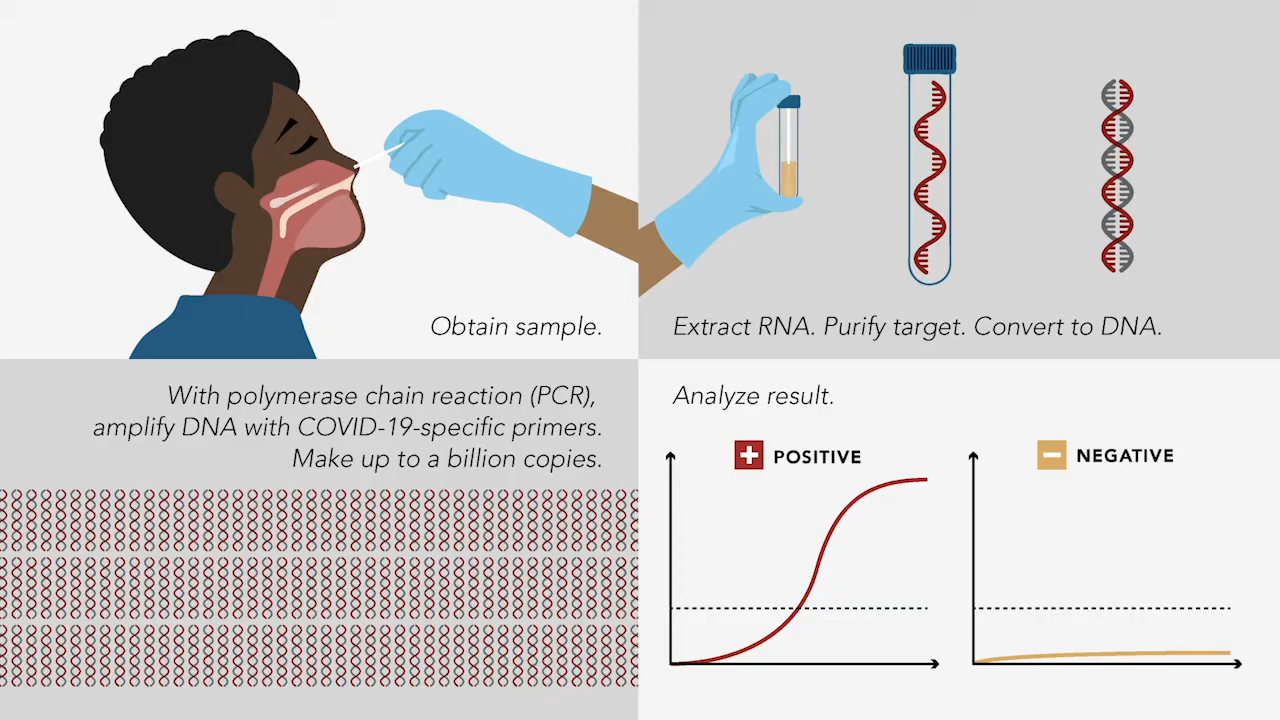 Obtain sample.
Extract RNA. Purify target. Convert to DNA.
With polymerase chain reaction (PCR),
amplify DNA with COVID-19-specific primers.
Make up to a billion copies.
Analyze result.
POSITIVE
NEGATIVE